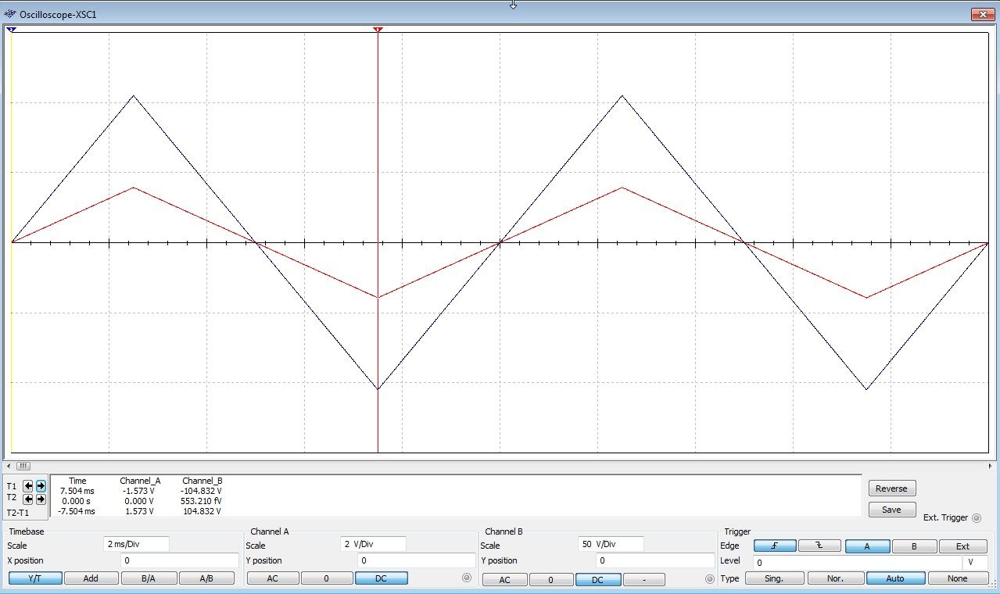 Oscilloscope-XSC1
2
1
T1
T2
T2-T1
Time Channel_A Channel_B
7.504 ms -1.573 V -104.832 V
0.000 s 0.000 V 553.210 fV
-7.504 ms 1.573 V 104.832 V
Reverse
Save
Ext. Trigger
Timebase
Scale 2 ms/Div
X position 0
Y/T Add B/A A/B
Channel A
Scale 2 V/Div
Y position 0
AC 0 DC
Channel B
Scale 50 V/Div
Y position 0
AC 0 DC -
Trigger
Edge A B Ext
Level 0 V
Type Sing. Nor. Auto None